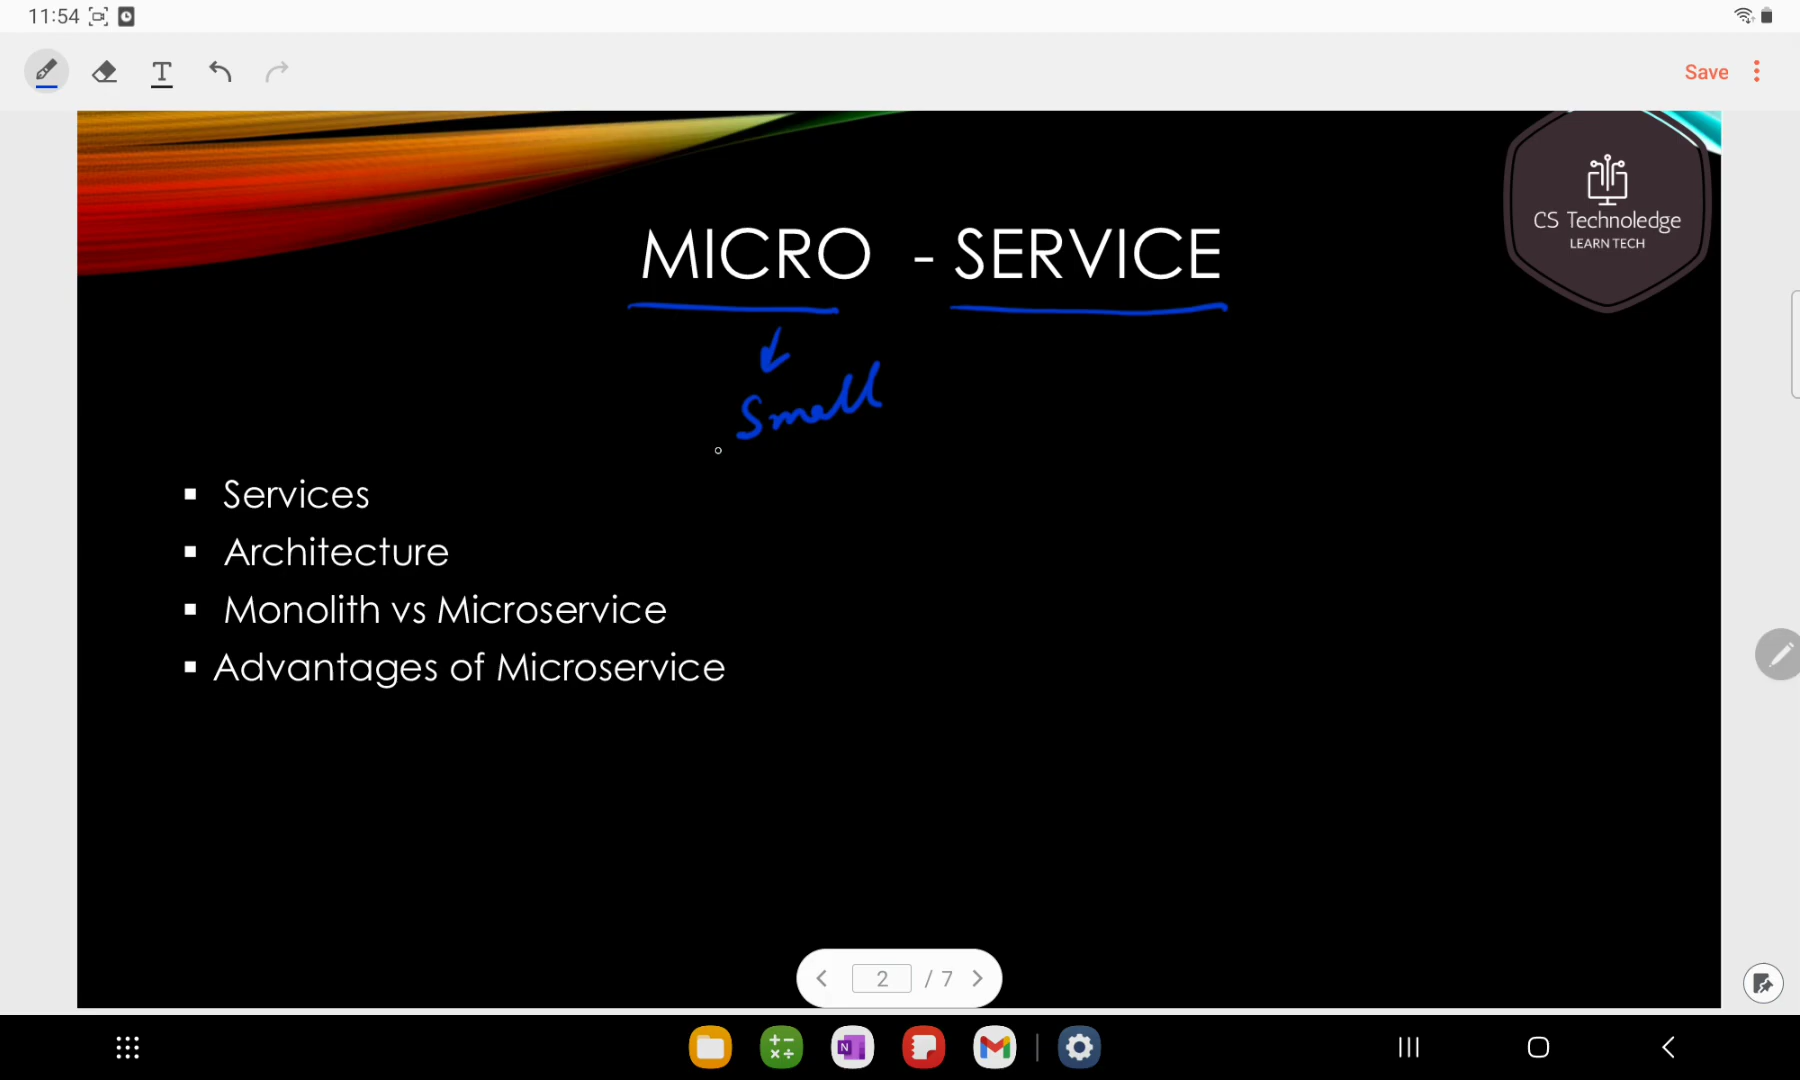 11:54
Save
CS Technoledge
LEARN TECH
MICRO - SERVICE
Small
▪ Services
▪ Architecture
▪ Monolith vs Microservice
▪ Advantages of Microservice
2 / 7
N